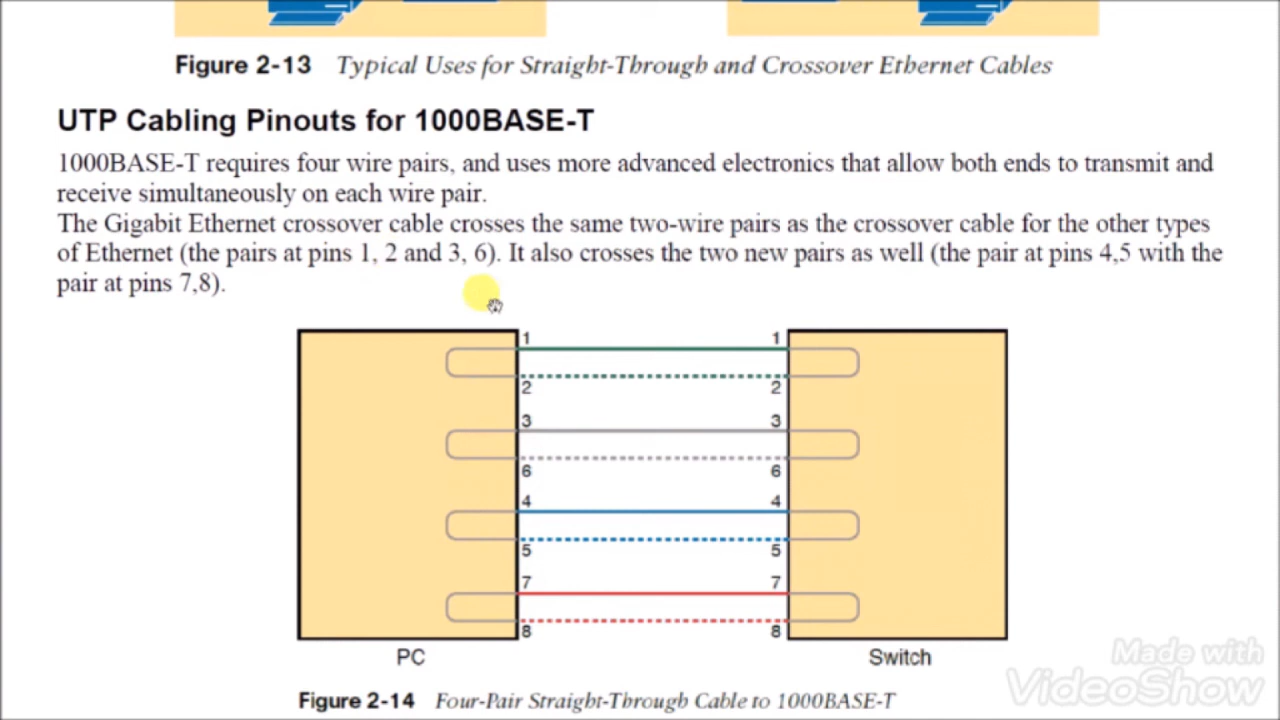 Figure 2-13 Typical Uses for Straight-Through and Crossover Ethernet Cables
UTP Cabling Pinouts for 1000BASE-T
1000BASE-T requires four wire pairs, and uses more advanced electronics that allow both ends to transmit and
receive simultaneously on each wire pair.
The Gigabit Ethernet crossover cable crosses the same two-wire pairs as the crossover cable for the other types
of Ethernet (the pairs at pins 1, 2 and 3, 6). It also crosses the two new pairs as well (the pair at pins 4,5 with the
pair at pins 7,8).
1 1
2 2
3 3
6 6
4 4
5 5
7 7
8 8
PC Switch
Made with
VideoShow
Figure 2-14 Four-Pair Straight-Through Cable to 1000BASE-T